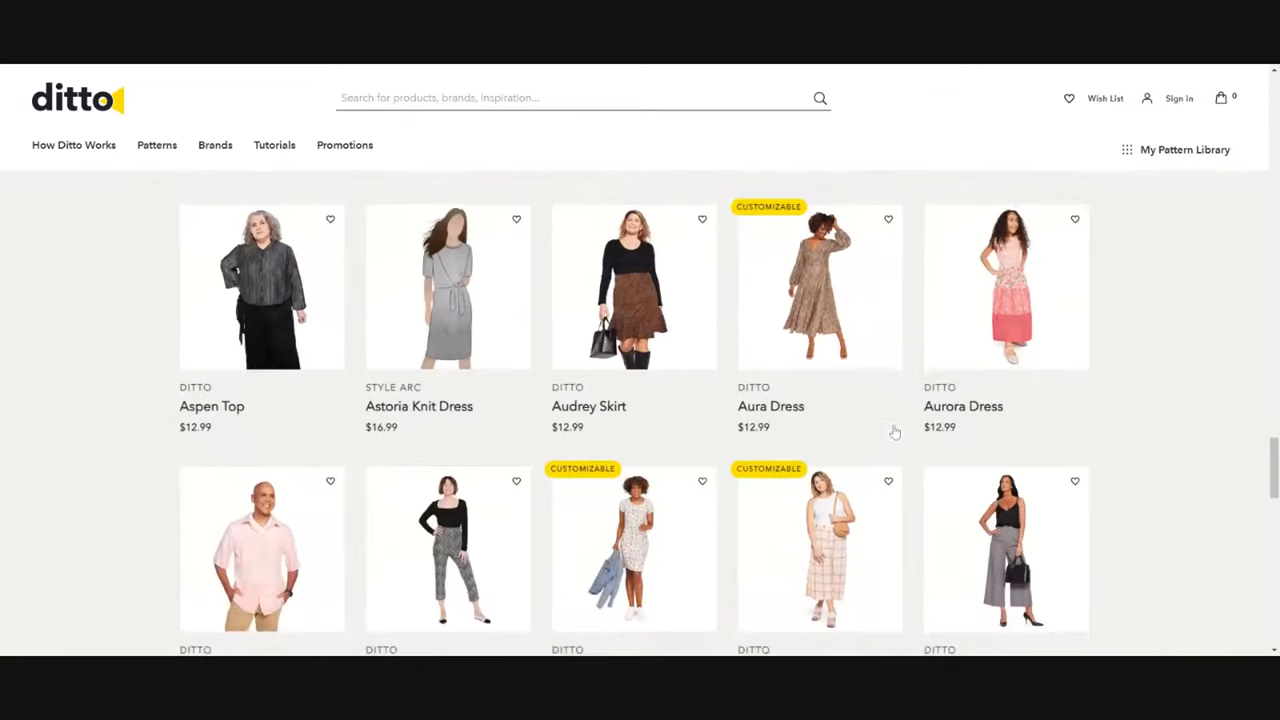 ditto
Search for products, brands, inspiration...
Wish List
Sign In
0
How Ditto Works
Patterns
Brands
Tutorials
Promotions
My Pattern Library
CUSTOMIZABLE
DITTO
Aspen Top
$12.99
STYLE ARC
Astoria Knit Dress
$16.99
DITTO
Audrey Skirt
$12.99
DITTO
Aura Dress
$12.99
DITTO
Aurora Dress
$12.99
CUSTOMIZABLE
CUSTOMIZABLE
DITTO
DITTO
DITTO
DITTO
DITTO